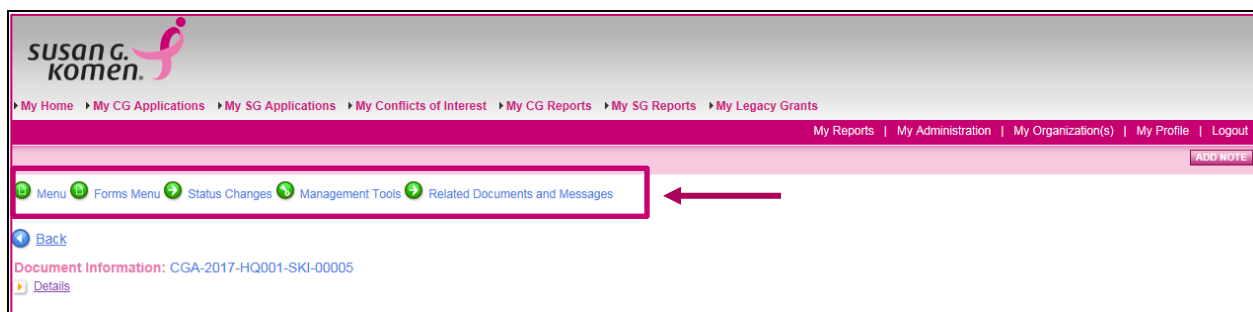 susan g.
komen.
My Home My CG Applications My SG Applications My Conflicts of Interest My CG Reports My SG Reports My Legacy Grants
My Reports | My Administration | My Organization(s) | My Profile | Logout
ADD NOTE
Menu Forms Menu Status Changes Management Tools Related Documents and Messages
Back
Document Information: CGA-2017-HQ001-SKI-00005
Details